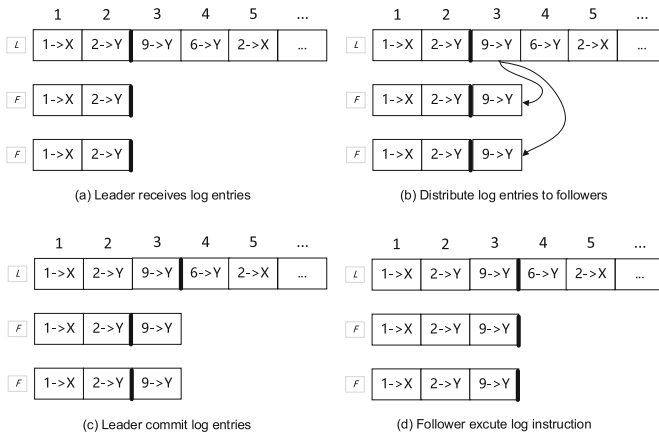 1 2 3 4 5 ...
L 1->X 2->Y 9->Y 6->Y 2->X ...
F 1->X 2->Y
F 1->X 2->Y
(a) Leader receives log entries
1 2 3 4 5 ...
L 1->X 2->Y 9->Y 6->Y 2->X ...
F 1->X 2->Y 9->Y
F 1->X 2->Y 9->Y
(b) Distribute log entries to followers
1 2 3 4 5 ...
L 1->X 2->Y 9->Y 6->Y 2->X ...
F 1->X 2->Y 9->Y
F 1->X 2->Y 9->Y
(c) Leader commit log entries
1 2 3 4 5 ...
L 1->X 2->Y 9->Y 4->Y 2->X ...
F 1->X 2->Y 9->Y
F 1->X 2->Y 9->Y
(d) Follower excute log instruction